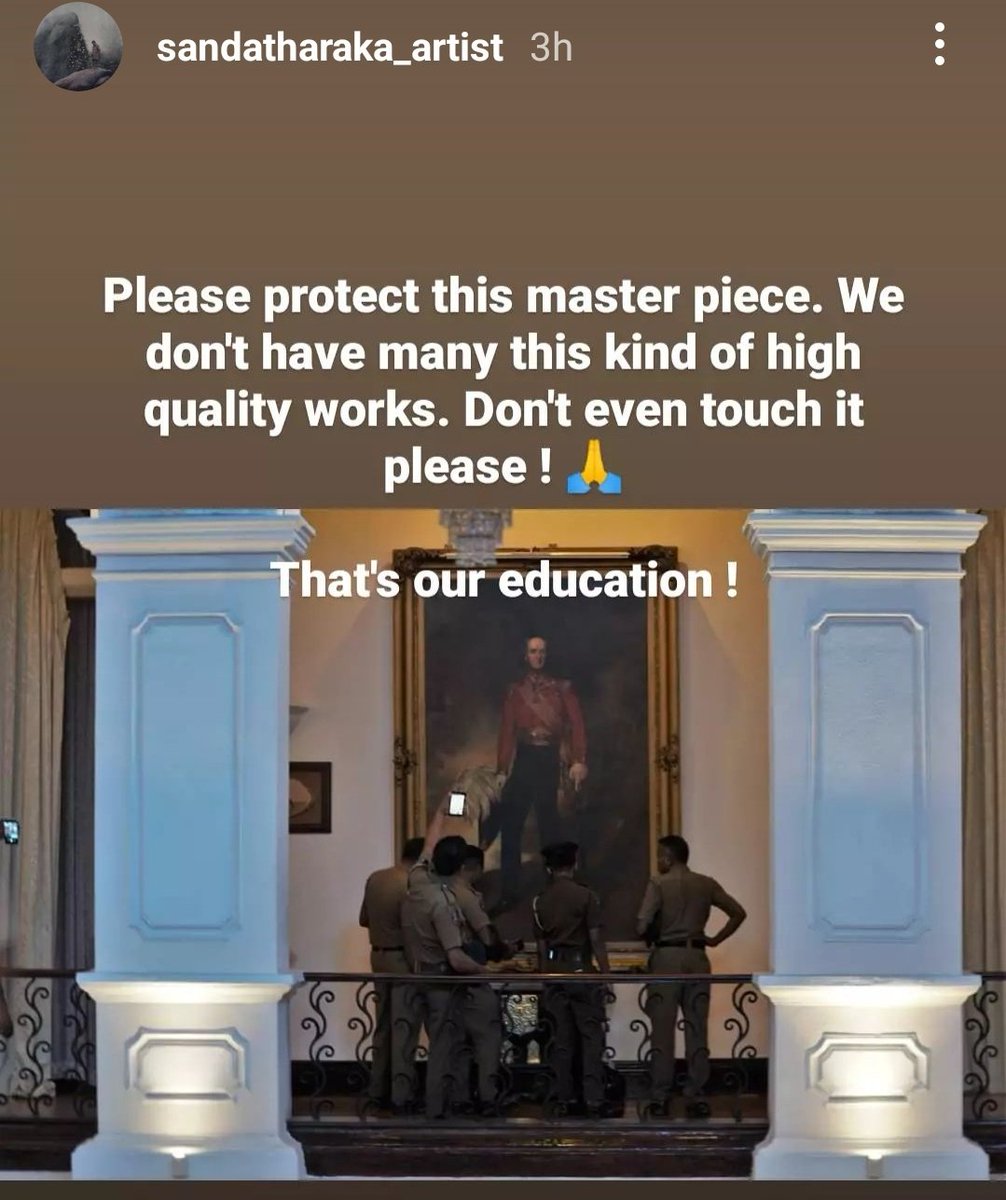 sandatharaka_artist 3h
Please protect this master piece. We
don't have many this kind of high
quality works. Don't even touch it
please ! 🙏
That's our education !